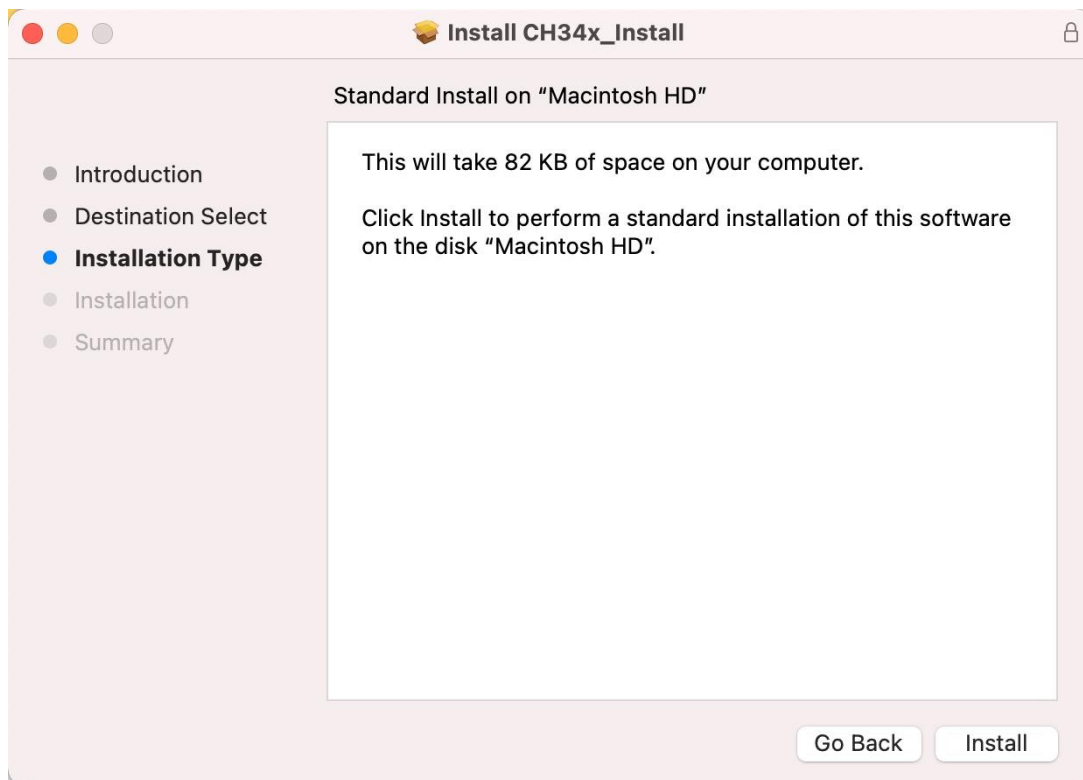 Install CH34x_Install
Standard Install on “Macintosh HD”
Introduction
Destination Select
Installation Type
Installation
Summary
This will take 82 KB of space on your computer.
Click Install to perform a standard installation of this software
on the disk “Macintosh HD”.
Go Back
Install